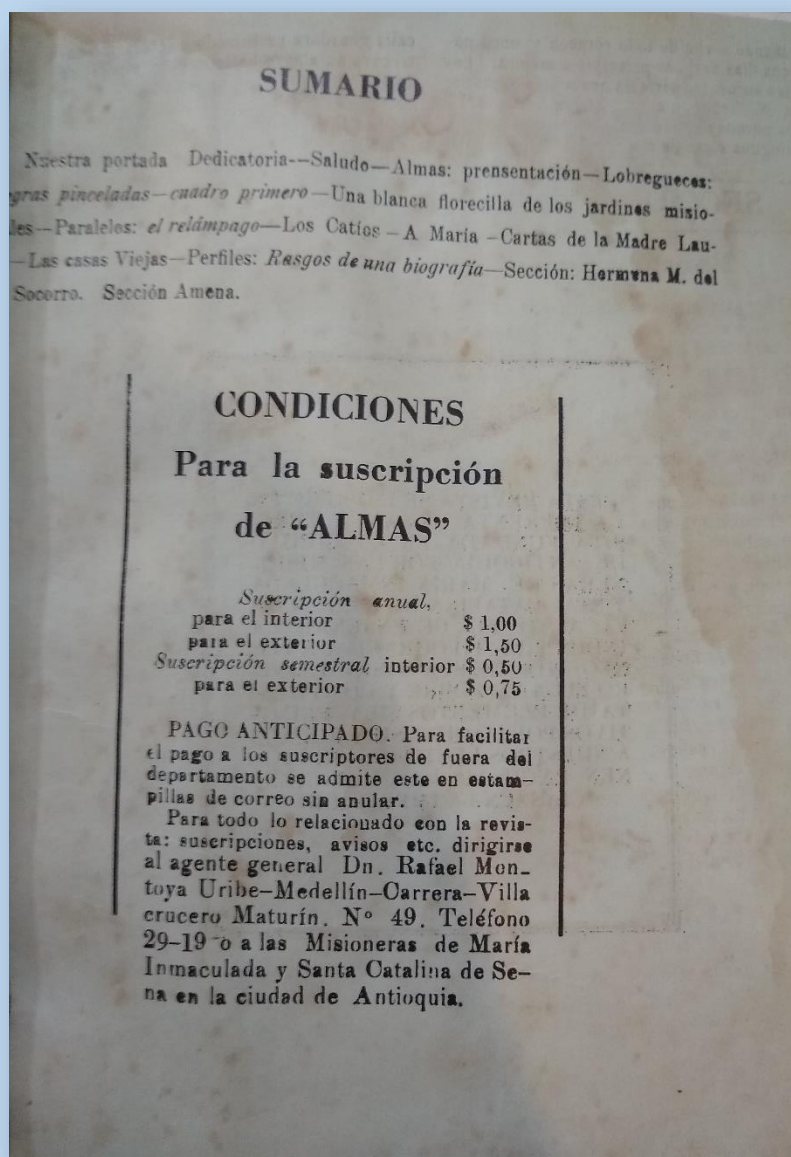 SUMARIO
Nuestra portada Dedicatoria--Saludo—Almas: prensentación—Lobregueces:
gras pinceladas—cuadro primero—Una blanca florecilla de los jardines misio-
les—Paralelos: el relámpago—Los Catíos—A María—Cartas de la Madre Lau-
—Las casas Viejas—Perfiles: Rasgos de una biografía—Sección: Hermana M. del
Socorro. Sección Amena.
CONDICIONES
Para la suscripción
de “ALMAS”
Suscripción anual,
para el interior $ 1,00
para el exterior $ 1,50
Suscripción semestral interior $ 0,50
para el exterior $ 0,75
PAGO ANTICIPADO. Para facilitar
el pago a los suscriptores de fuera del
departamento se admite este en estam-
pillas de correo sin anular.
Para todo lo relacionado con la revis-
ta: suscripciones, avisos etc. dirigirse
al agente general Dn. Rafael Mon-
toya Uribe—Medellín—Carrera—Villa
crucero Maturín. Nº 49. Teléfono
29-19 o a las Misioneras de María
Inmaculada y Santa Catalina de Se-
na en la ciudad de Antioquia.